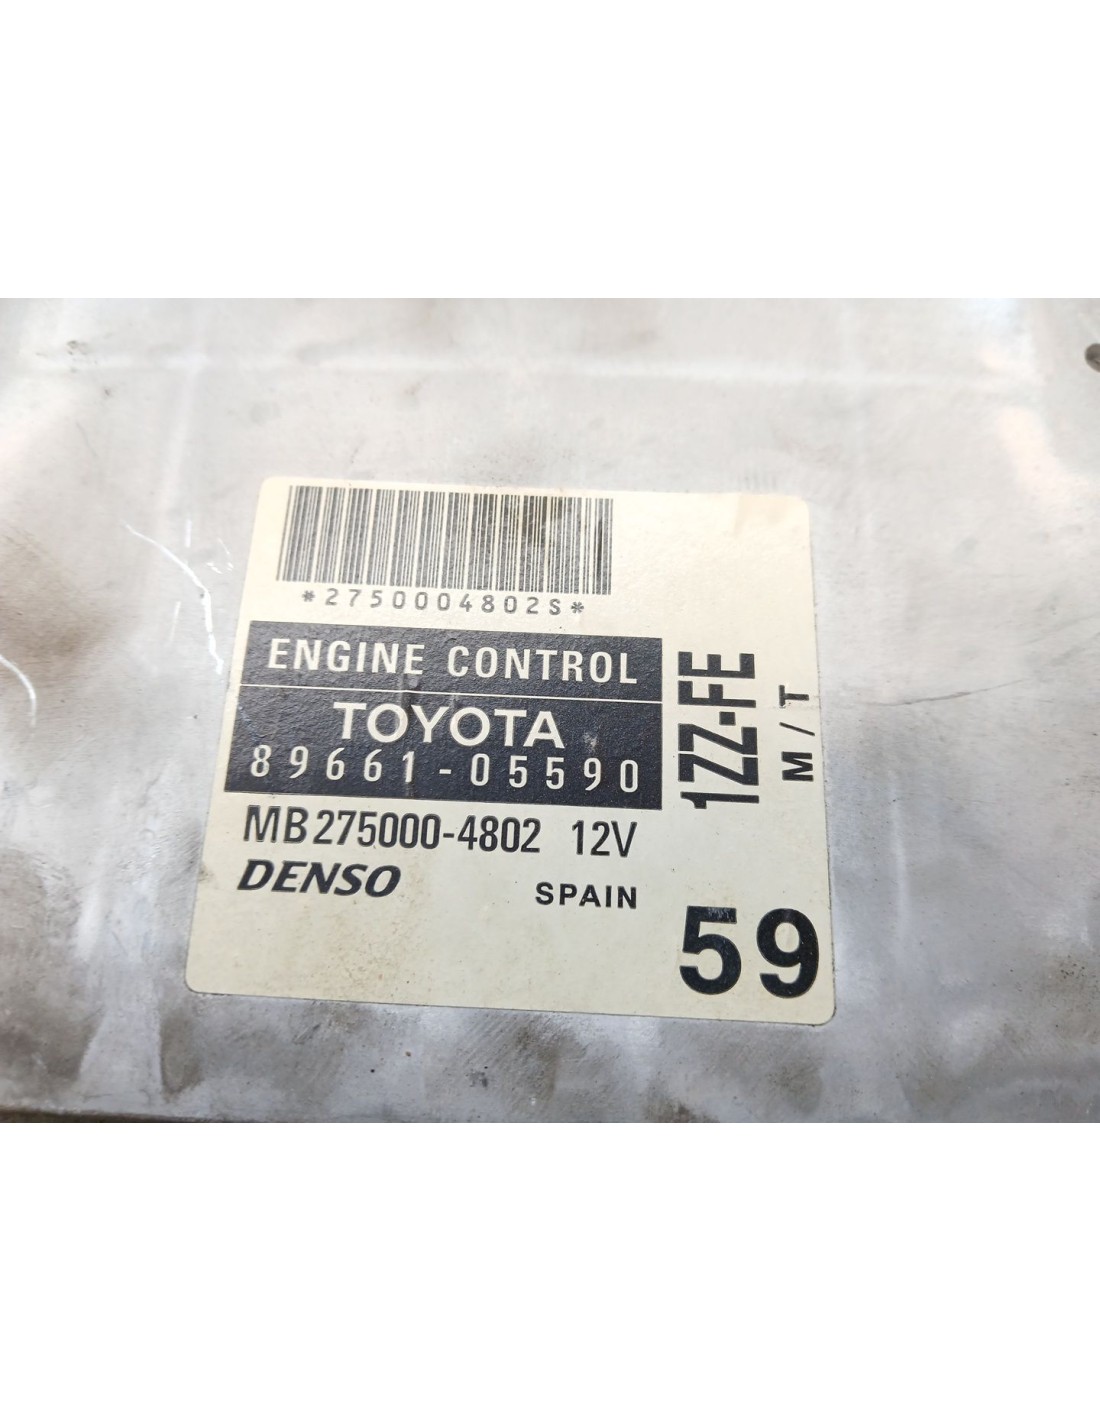 *2750004802S*
ENGINE CONTROL
TOYOTA
89661-05590
MB275000-4802 12V
DENSO SPAIN
1ZZ-FE
M/T
59